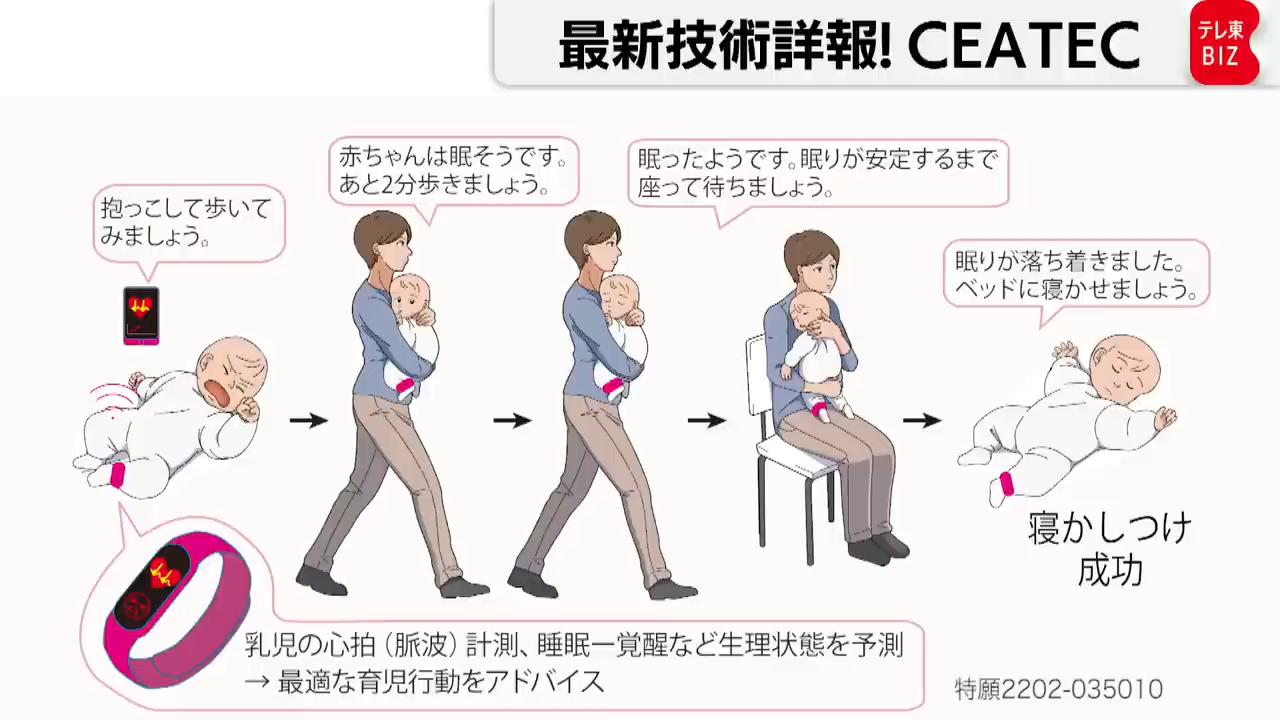 最新技術詳報! CEATEC
テレ東
BIZ
抱っこして歩いて
みましょう。
赤ちゃんは眠そうです。
あと2分歩きましょう。
眠ったようです。眠りが安定するまで
座って待ちましょう。
眠りが落ち着きました。
ベッドに寝かせましょう。
寝かしつけ
成功
乳児の心拍（脈波）計測、睡眠ー覚醒など生理状態を予測
→ 最適な育児行動をアドバイス
特願2202-035010